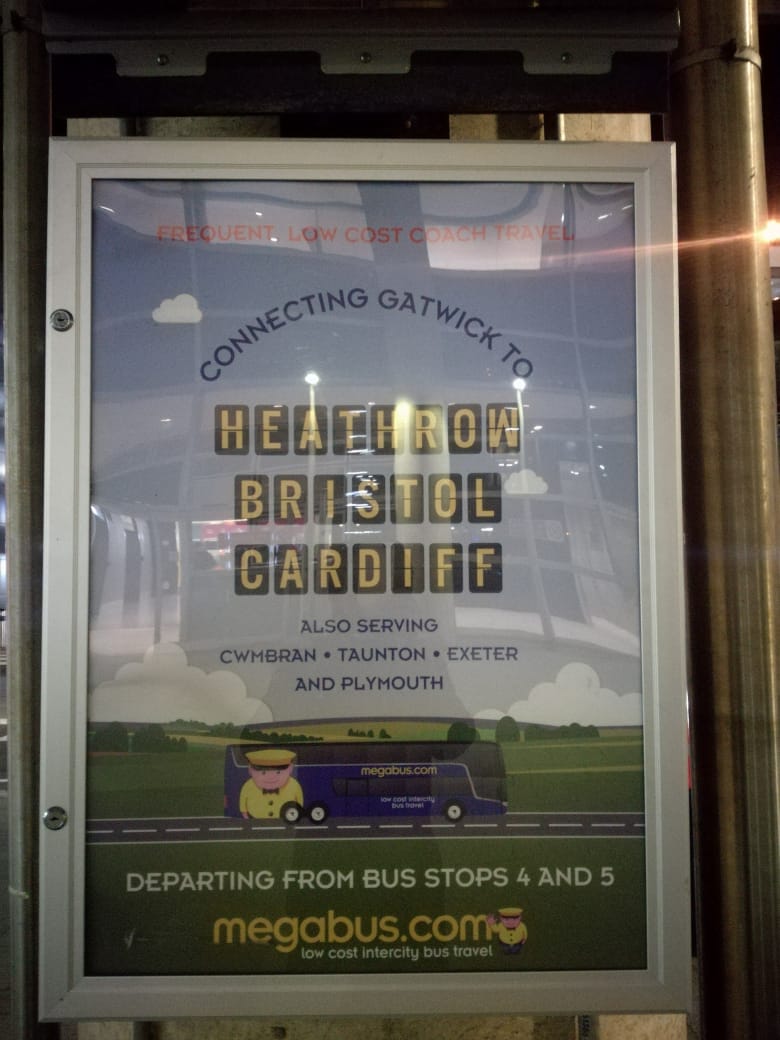 FREQUENT, LOW COST COACH TRAVEL
CONNECTING GATWICK TO
HEATHROW
BRISTOL
CARDIFF
ALSO SERVING
CWMBRAN • TAUNTON • EXETER
AND PLYMOUTH
megabus.com
low cost intercity
bus travel
DEPARTING FROM BUS STOPS 4 AND 5
megabus.com
low cost intercity bus travel